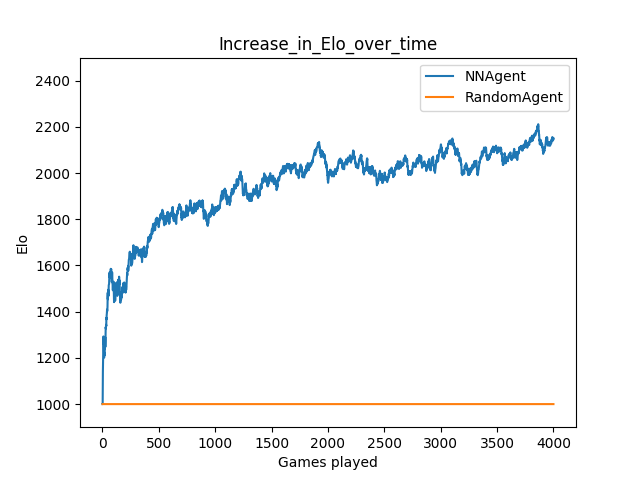 Increase_in_Elo_over_time
NNAgent
RandomAgent
Elo
2400
2200
2000
1800
1600
1400
1200
1000
0 500 1000 1500 2000 2500 3000 3500 4000
Games played